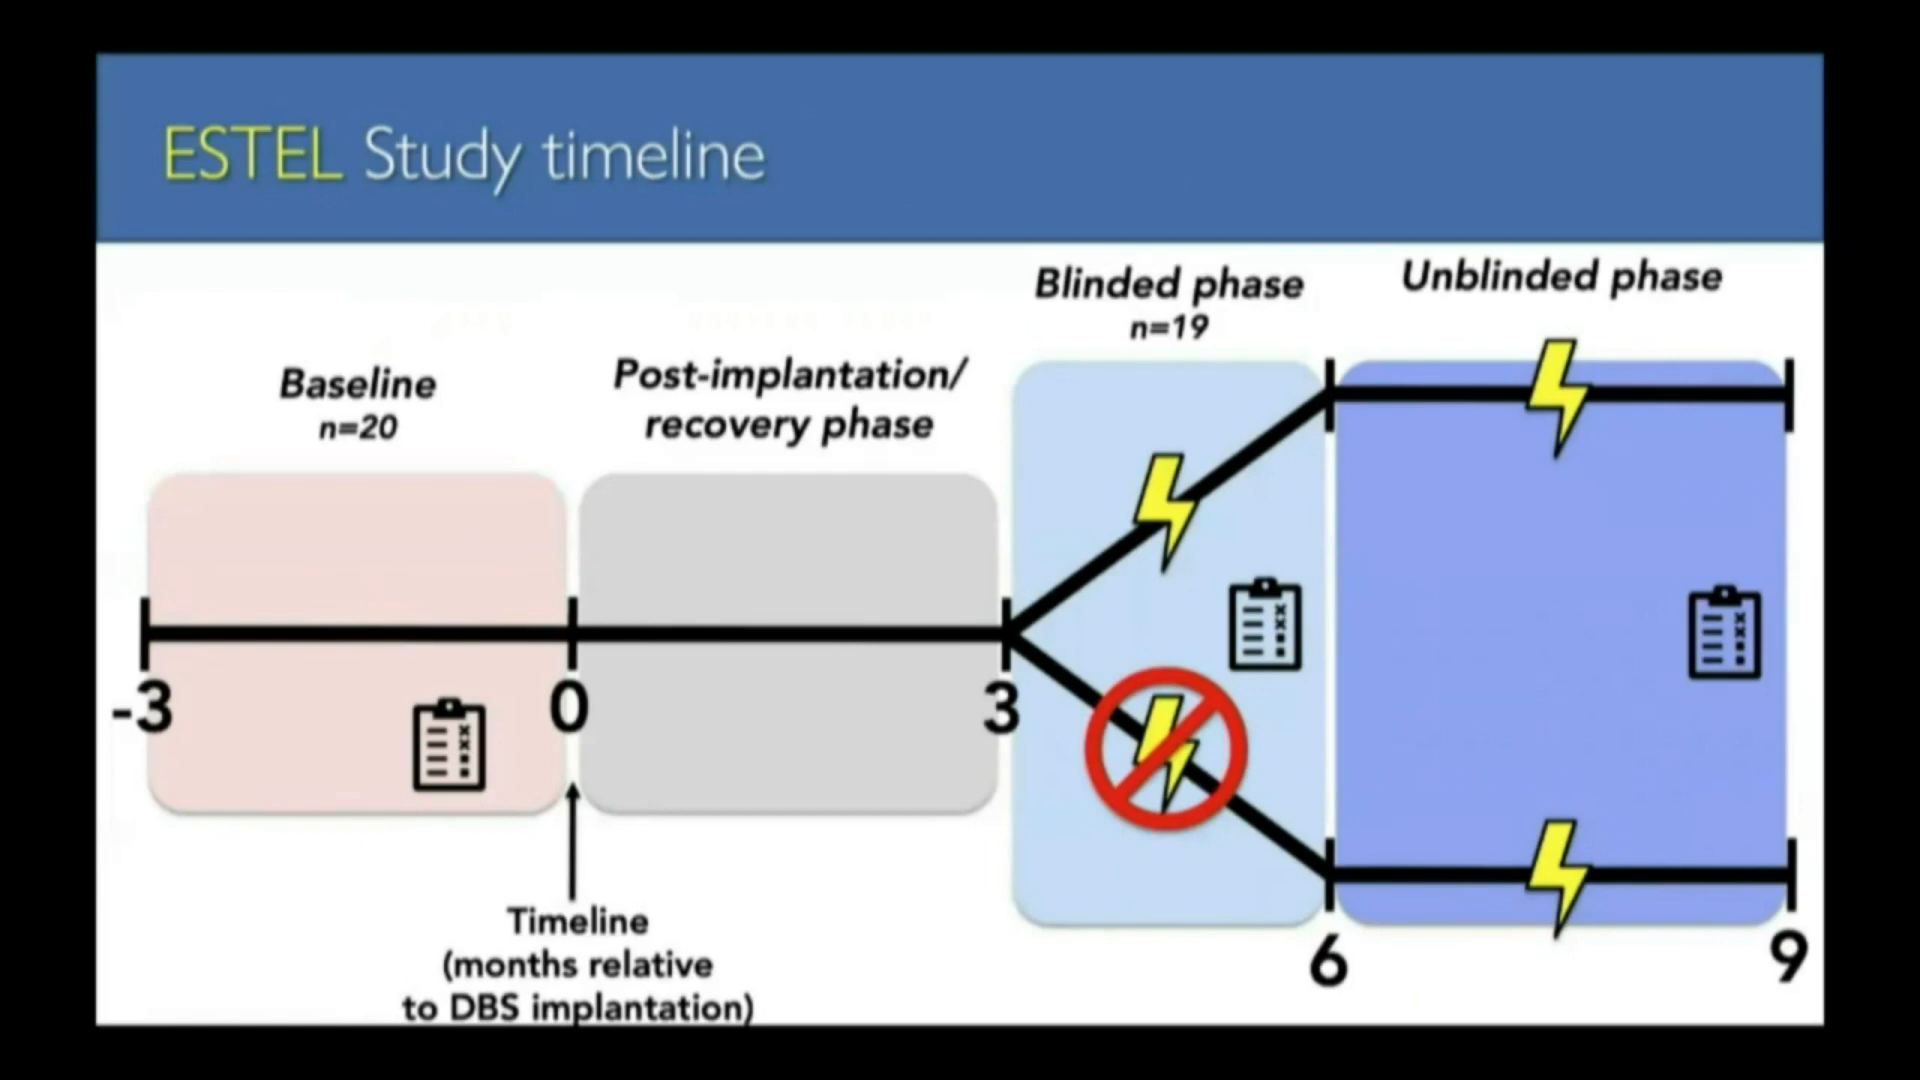 ESTEL Study timeline
Blinded phase
n=19
Unblinded phase
Baseline
n=20
Post-implantation/
recovery phase
-3
0
3
6
9
Timeline
(months relative
to DBS implantation)